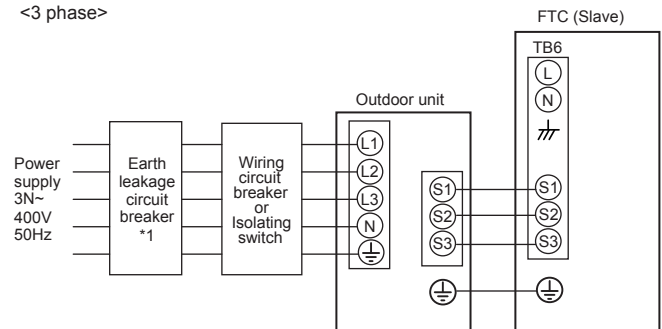 <3 phase>
FTC (Slave)
TB6
L
N
Outdoor unit
Power
supply
3N~
400V
50Hz
Earth
leakage
circuit
breaker
*1
Wiring
circuit
breaker
or
Isolating
switch
L1
L2
L3
N
S1
S2
S3
S1
S2
S3